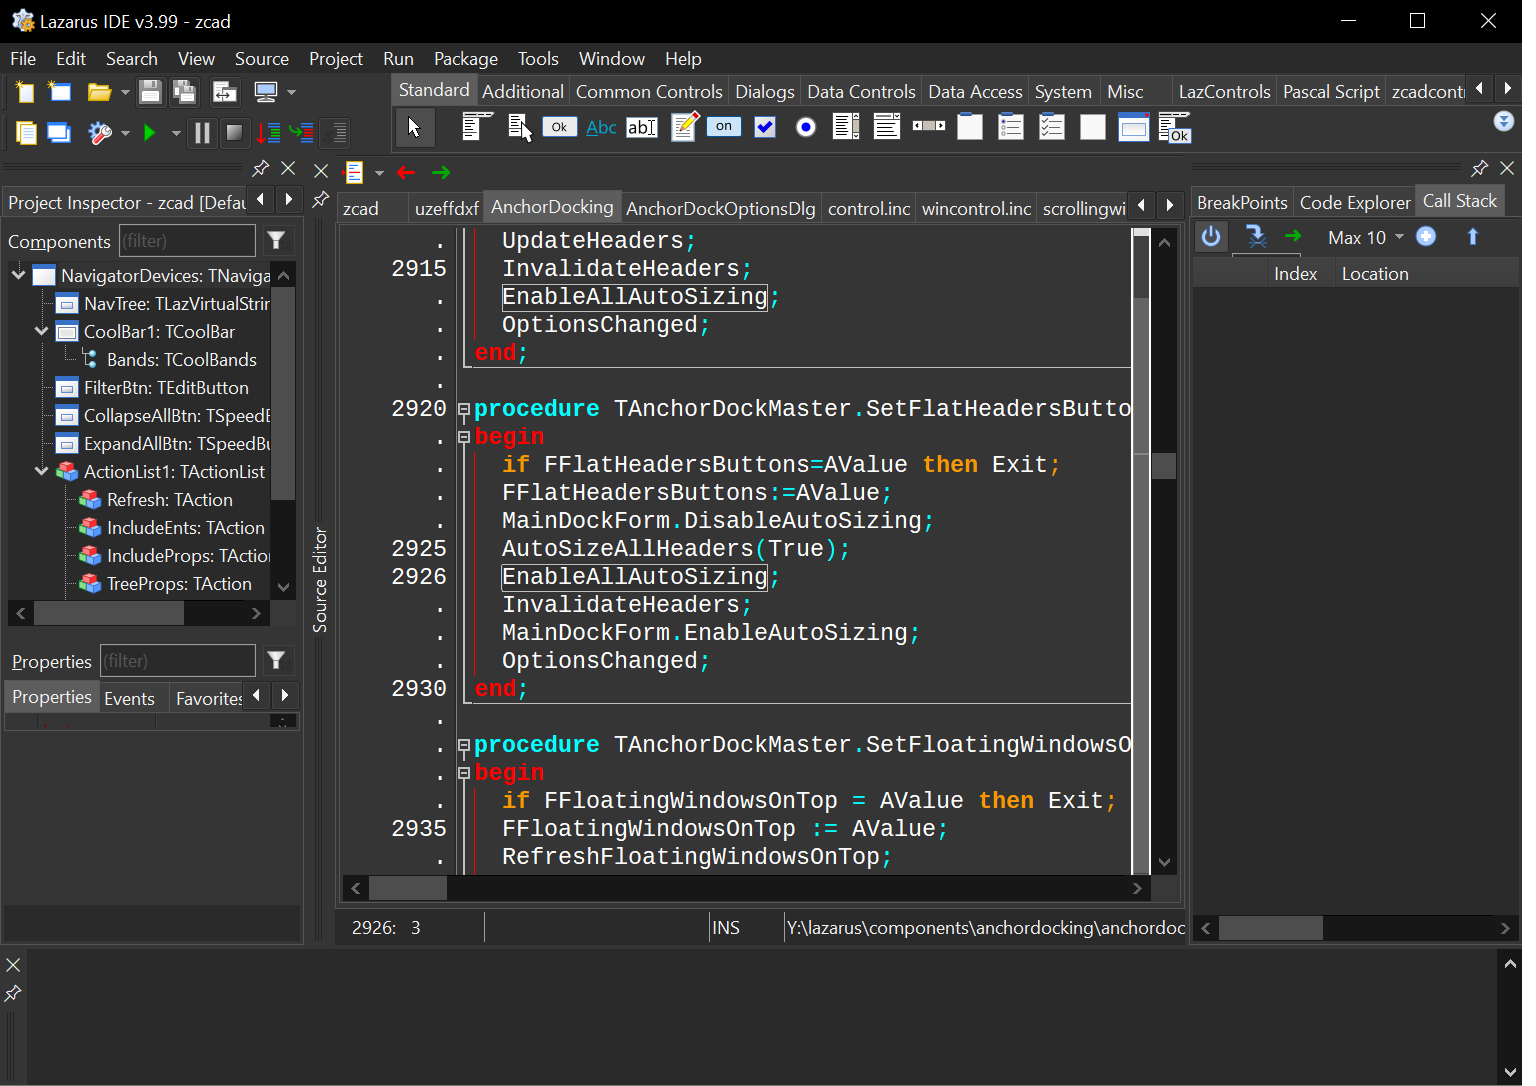 Lazarus IDE v3.99 - zcad
File Edit Search View Source Project Run Package Tools Window Help
Standard Additional Common Controls Dialogs Data Controls Data Access System Misc LazControls Pascal Script zcadcont
Ok Abc ab on Ok
Project Inspector - zcad [Defau
Components (filter)
NavigatorDevices: TNaviga
NavTree: TLazVirtualStrin
CoolBar1: TCoolBar
Bands: TCoolBands
FilterBtn: TEditButton
CollapseAllBtn: TSpeedB
ExpandAllBtn: TSpeedBu
ActionList1: TActionList
Refresh: TAction
IncludeEnts: TAction
IncludeProps: TActio
TreeProps: TAction
Properties (filter)
Properties Events Favorites
Source Editor
zcad uzeffdxf AnchorDocking AnchorDockOptionsDlg control.inc wincontrol.inc scrollingwi
. UpdateHeaders;
2915 InvalidateHeaders;
. EnableAllAutoSizing;
. OptionsChanged;
. end;
.
2920 procedure TAnchorDockMaster.SetFlatHeadersButto
. begin
. if FFlatHeadersButtons=AValue then Exit;
. FFlatHeadersButtons:=AValue;
. MainDockForm.DisableAutoSizing;
2925 AutoSizeAllHeaders(True);
2926 EnableAllAutoSizing;
. InvalidateHeaders;
. MainDockForm.EnableAutoSizing;
. OptionsChanged;
2930 end;
.
. procedure TAnchorDockMaster.SetFloatingWindowsO
. begin
. if FFloatingWindowsOnTop = AValue then Exit;
2935 FFloatingWindowsOnTop := AValue;
. RefreshFloatingWindowsOnTop;
2926: 3 INS Y:\lazarus\components\anchordocking\anchordoc
BreakPoints Code Explorer Call Stack
Max 10
Index Location